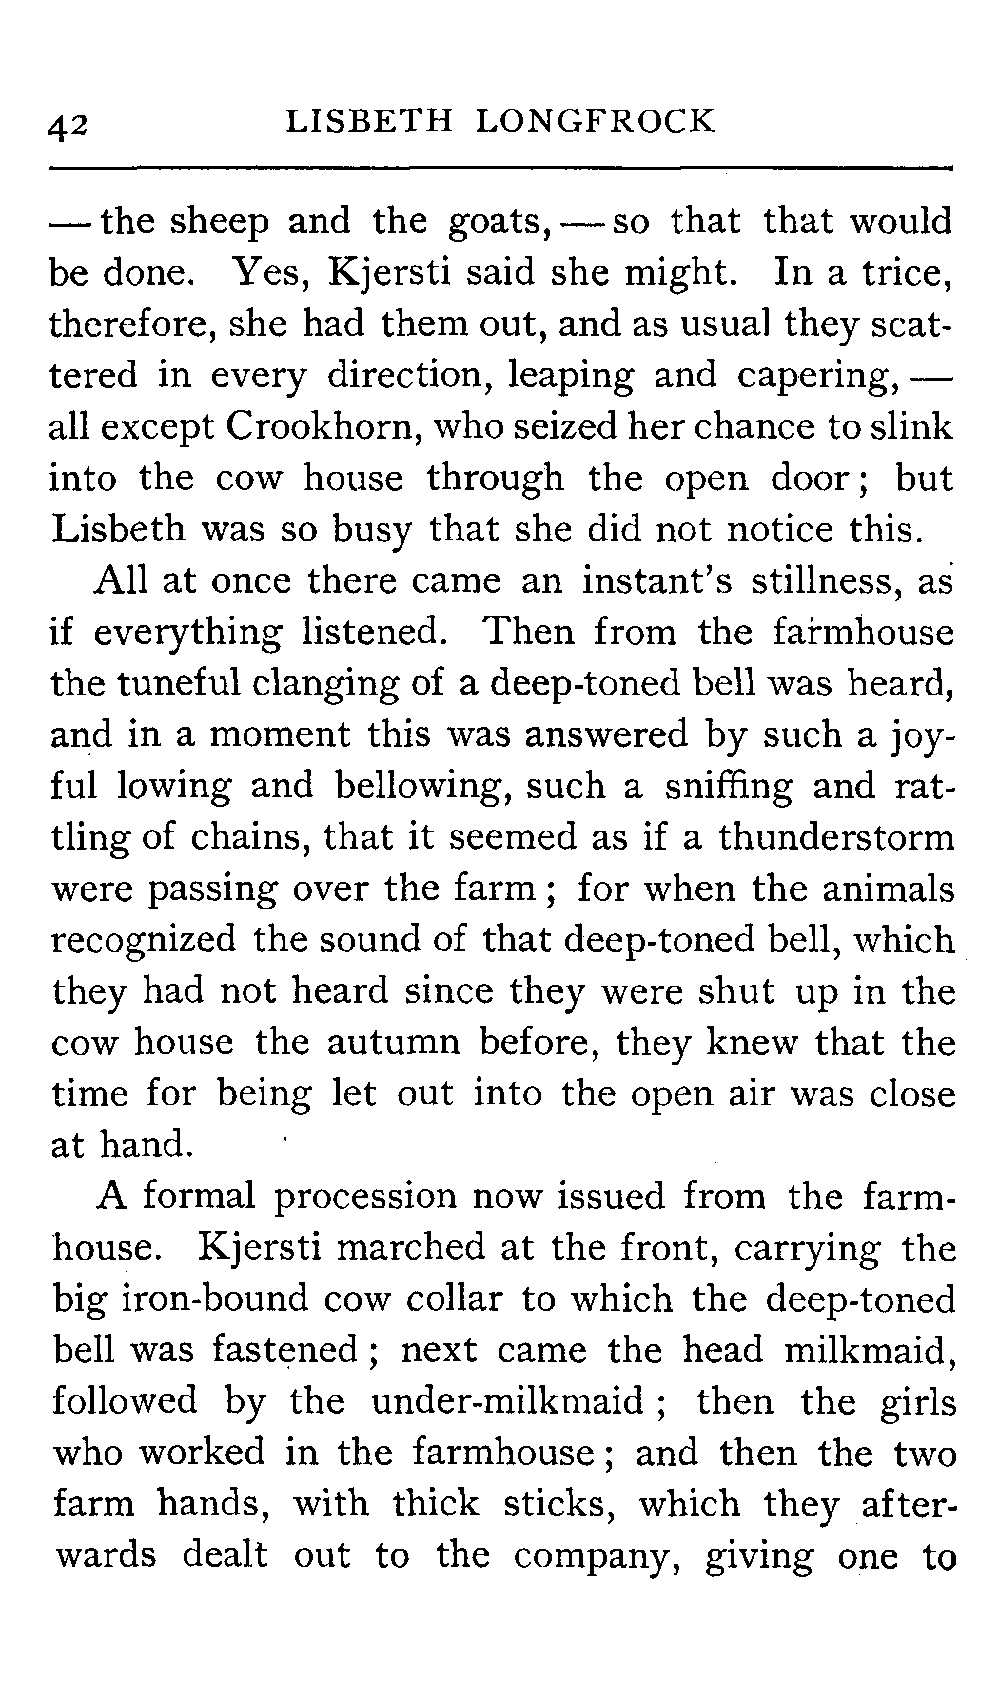 42 LISBETH LONGFROCK
— the sheep and the goats, — so that that would
be done. Yes, Kjersti said she might. In a trice,
therefore, she had them out, and as usual they scat-
tered in every direction, leaping and capering, —
all except Crookhorn, who seized her chance to slink
into the cow house through the open door; but
Lisbeth was so busy that she did not notice this.
All at once there came an instant's stillness, as
if everything listened. Then from the farmhouse
the tuneful clanging of a deep-toned bell was heard,
and in a moment this was answered by such a joy-
ful lowing and bellowing, such a sniffing and rat-
tling of chains, that it seemed as if a thunderstorm
were passing over the farm; for when the animals
recognized the sound of that deep-toned bell, which
they had not heard since they were shut up in the
cow house the autumn before, they knew that the
time for being let out into the open air was close
at hand.
A formal procession now issued from the farm-
house. Kjersti marched at the front, carrying the
big iron-bound cow collar to which the deep-toned
bell was fastened; next came the head milkmaid,
followed by the under-milkmaid; then the girls
who worked in the farmhouse; and then the two
farm hands, with thick sticks, which they after-
wards dealt out to the company, giving one to